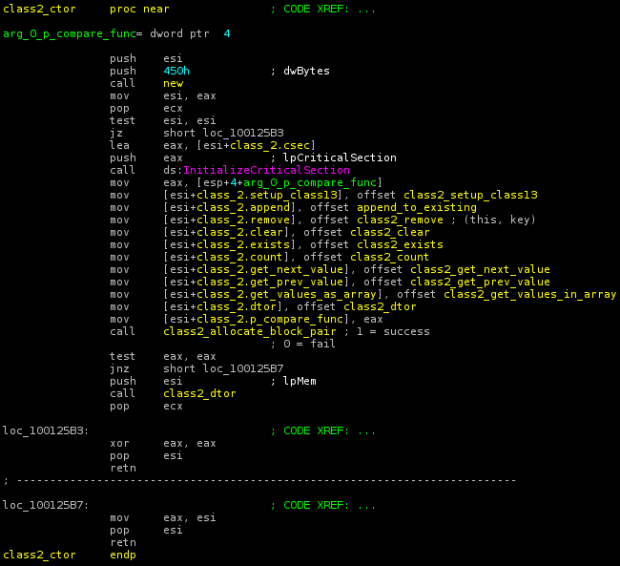 class2_ctor proc near ; CODE XREF: ...
arg_0_p_compare_func= dword ptr 4
push esi
push 450h ; dwBytes
call new
mov esi, eax
pop ecx
test esi, esi
jz short loc_100125B3
lea eax, [esi+class_2.csec]
push eax ; lpCriticalSection
call ds:InitializeCriticalSection
mov eax, [esp+4+arg_0_p_compare_func]
mov [esi+class_2.setup_class13], offset class2_setup_class13
mov [esi+class_2.append], offset append_to_existing
mov [esi+class_2.remove], offset class2_remove ; (this, key)
mov [esi+class_2.clear], offset class2_clear
mov [esi+class_2.exists], offset class2_exists
mov [esi+class_2.count], offset class2_count
mov [esi+class_2.get_next_value], offset class2_get_next_value
mov [esi+class_2.get_prev_value], offset class2_get_prev_value
mov [esi+class_2.get_values_as_array], offset class2_get_values_in_array
mov [esi+class_2.dtor], offset class2_dtor
mov [esi+class_2.p_compare_func], eax
call class2_allocate_block_pair ; 1 = success
; 0 = fail
test eax, eax
jnz short loc_100125B7
push esi ; lpMem
call class2_dtor
pop ecx
loc_100125B3: ; CODE XREF: ...
xor eax, eax
pop esi
retn
; ---------------------------------------------------------------------------
loc_100125B7: ; CODE XREF: ...
mov eax, esi
pop esi
retn
class2_ctor endp